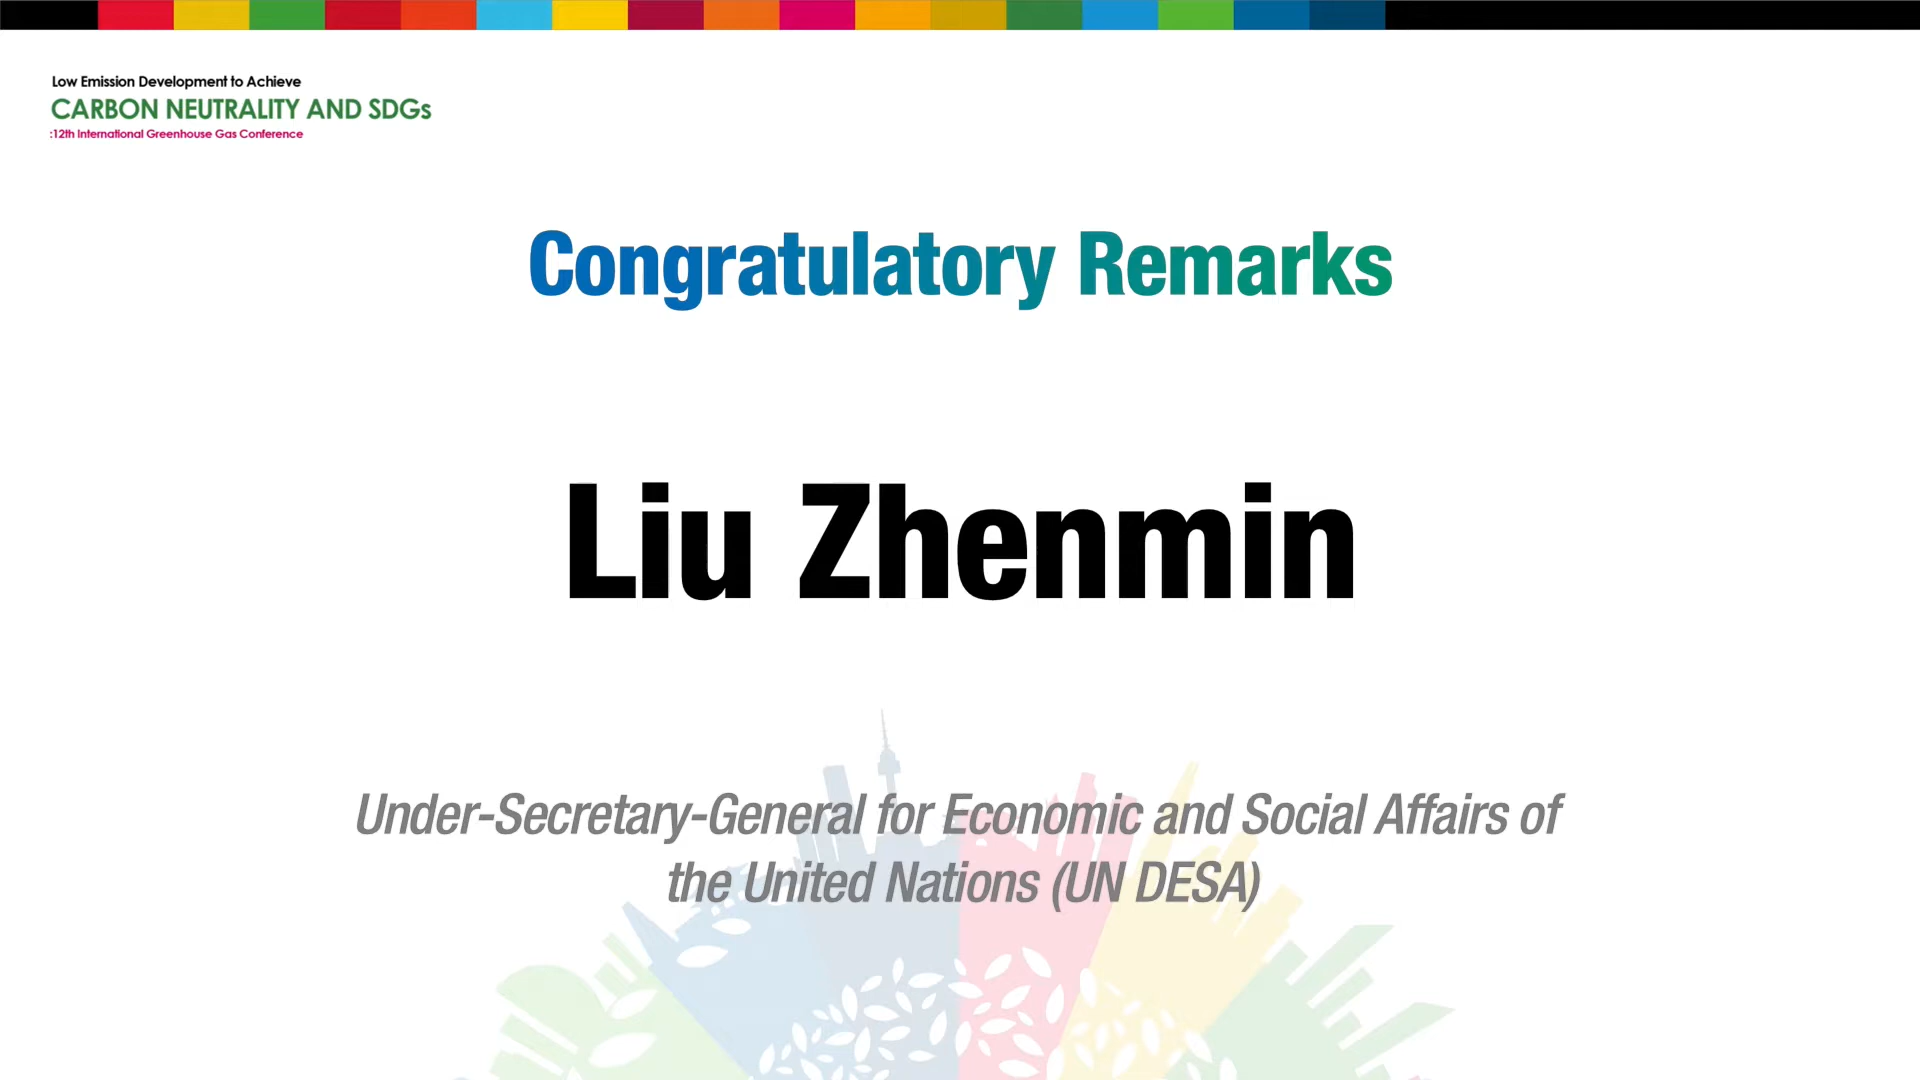 Low Emission Development to Achieve
CARBON NEUTRALITY AND SDGs
:12th International Greenhouse Gas Conference
Congratulatory Remarks
Liu Zhenmin
Under-Secretary-General for Economic and Social Affairs of
the United Nations (UN DESA)